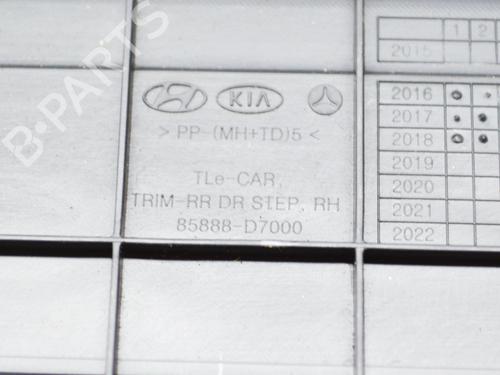 1 2
2015
KIA
> PP-(MH+TD)5 <
TLe-CAR,
TRIM-RR DR STEP, RH
85888-D7000
2016
2017
2018
2019
2020
2021
2022
B-PARTS